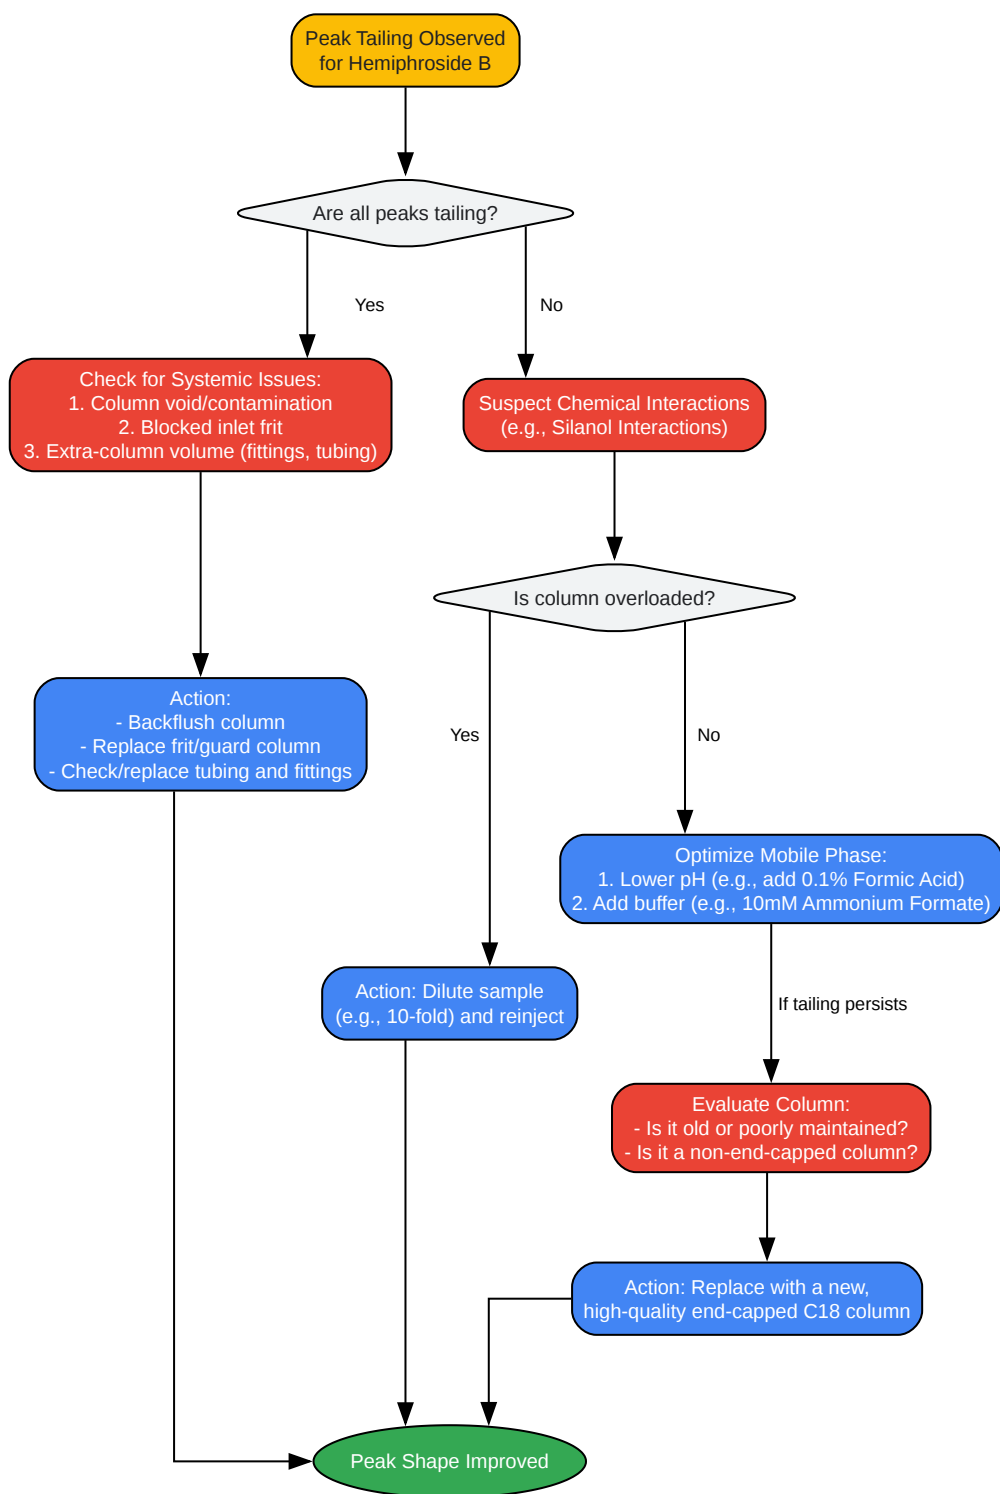 Peak Tailing Observed
for Hemiphroside B
Are all peaks tailing?
Yes
No
Check for Systemic Issues:
1. Column void/contamination
2. Blocked inlet frit
3. Extra-column volume (fittings, tubing)
Suspect Chemical Interactions
(e.g., Silanol Interactions)
Is column overloaded?
Action:
- Backflush column
- Replace frit/guard column
- Check/replace tubing and fittings
Yes
No
Optimize Mobile Phase:
1. Lower pH (e.g., add 0.1% Formic Acid)
2. Add buffer (e.g., 10mM Ammonium Formate)
Action: Dilute sample
(e.g., 10-fold) and reinject
If tailing persists
Evaluate Column:
- Is it old or poorly maintained?
- Is it a non-end-capped column?
Action: Replace with a new,
high-quality end-capped C18 column
Peak Shape Improved